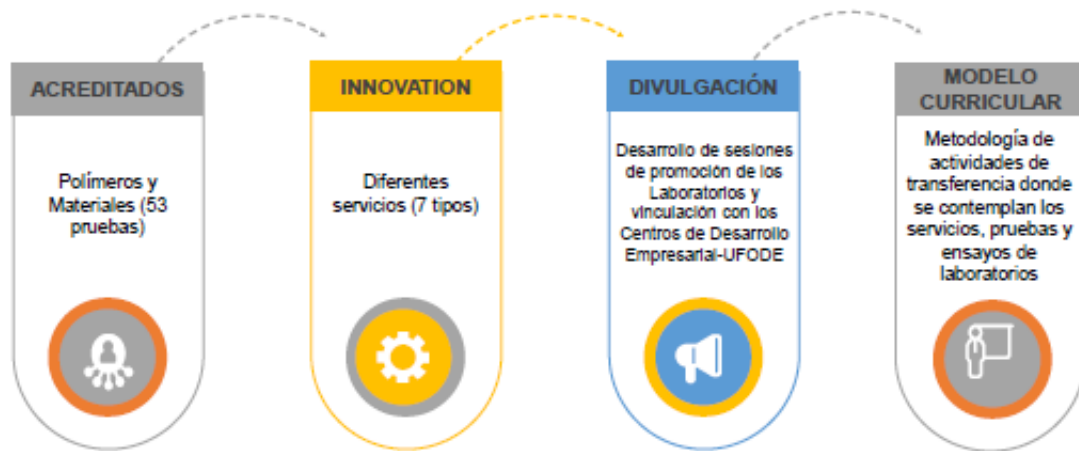 ACREDITADOS
Polímeros y
Materiales (53
pruebas)
INNOVATION
Diferentes
servicios (7 tipos)
DIVULGACIÓN
Desarrollo de sesiones
de promoción de los
Laboratorios y
vinculación con los
Centros de Desarrollo
Empresarial-UFODE
MODELO
CURRICULAR
Metodología de
actividades de
transferencia donde
se contemplan los
servicios, pruebas y
ensayos de
laboratorios